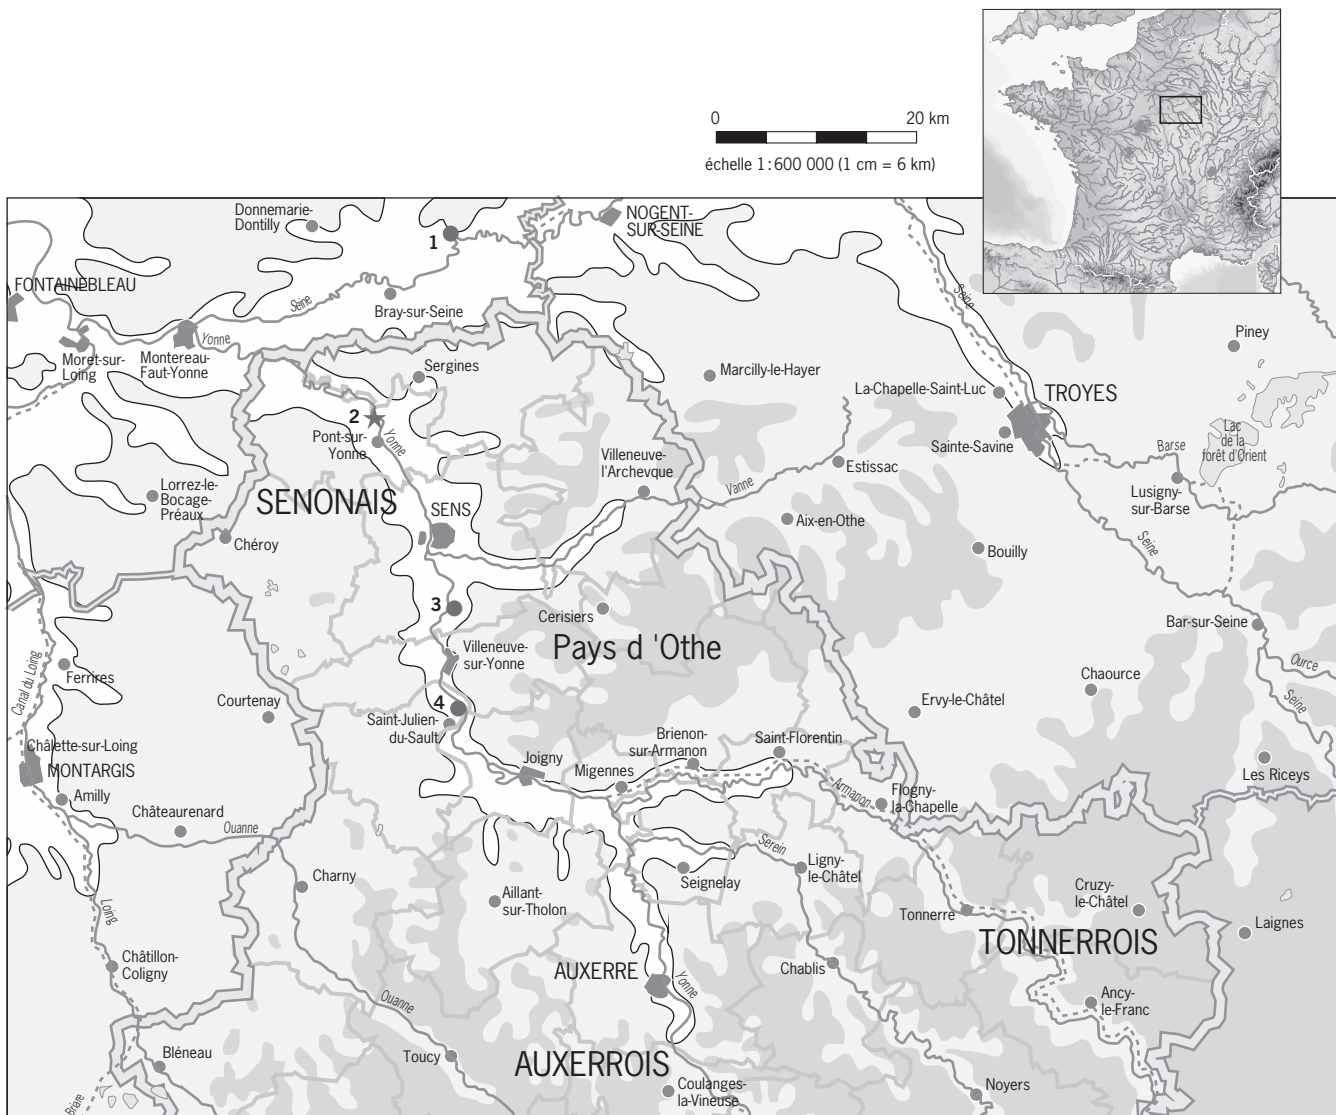 0
20 km
échelle 1:600 000 (1 cm = 6 km)
Donnemarie-
Dontilly
1
NOGENT-
SUR-SEINE
FONTAINEBLEAU
Seine
Bray-sur-Seine
Seine
Yonne
Moret-sur-
Loing
Montereau-
Faut-Yonne
Piney
Sergines
Marcilly-le-Hayer
La-Chapelle-Saint-Luc
TROYES
2
Pont-sur-
Yonne
Yonne
Sainte-Savine
Lac
de la
forêt d'Orient
Barse
Villeneuve-
l'Archevque
Estissac
Vanne
Lorrez-le-
Bocage-
Préaux
SENONAIS
SENS
Lusigny-
sur-Barse
Aix-en-Othe
Chéroy
Bouilly
Seine
3
Cerisiers
Bar-sur-Seine
Pays d 'Othe
Villeneuve-
sur-Yonne
Ource
Canal du Loing
Ferrires
Chaource
Seine
Courtenay
4
Ervy-le-Châtel
Saint-Julien-
du-Sault
Brienon-
sur-Armanon
Saint-Florentin
Châlette-sur-Loing
MONTARGIS
Joigny
Migennes
Les Riceys
Armanon
Flogny-
la-Chapelle
Amilly
Châteaurenard
Ouanne
Serein
Ligny-
le-Châtel
Charny
Seignelay
Cruzy-
le-Châtel
Aillant-
sur-Tholon
Loing
Tonnerre
Laignes
TONNERROIS
Châtillon-
Coligny
AUXERRE
Yonne
Chablis
Ouanne
Ancy-
le-Franc
Bléneau
Toucy
AUXERROIS
Coulanges-
la-Vineuse
Noyers
Briare